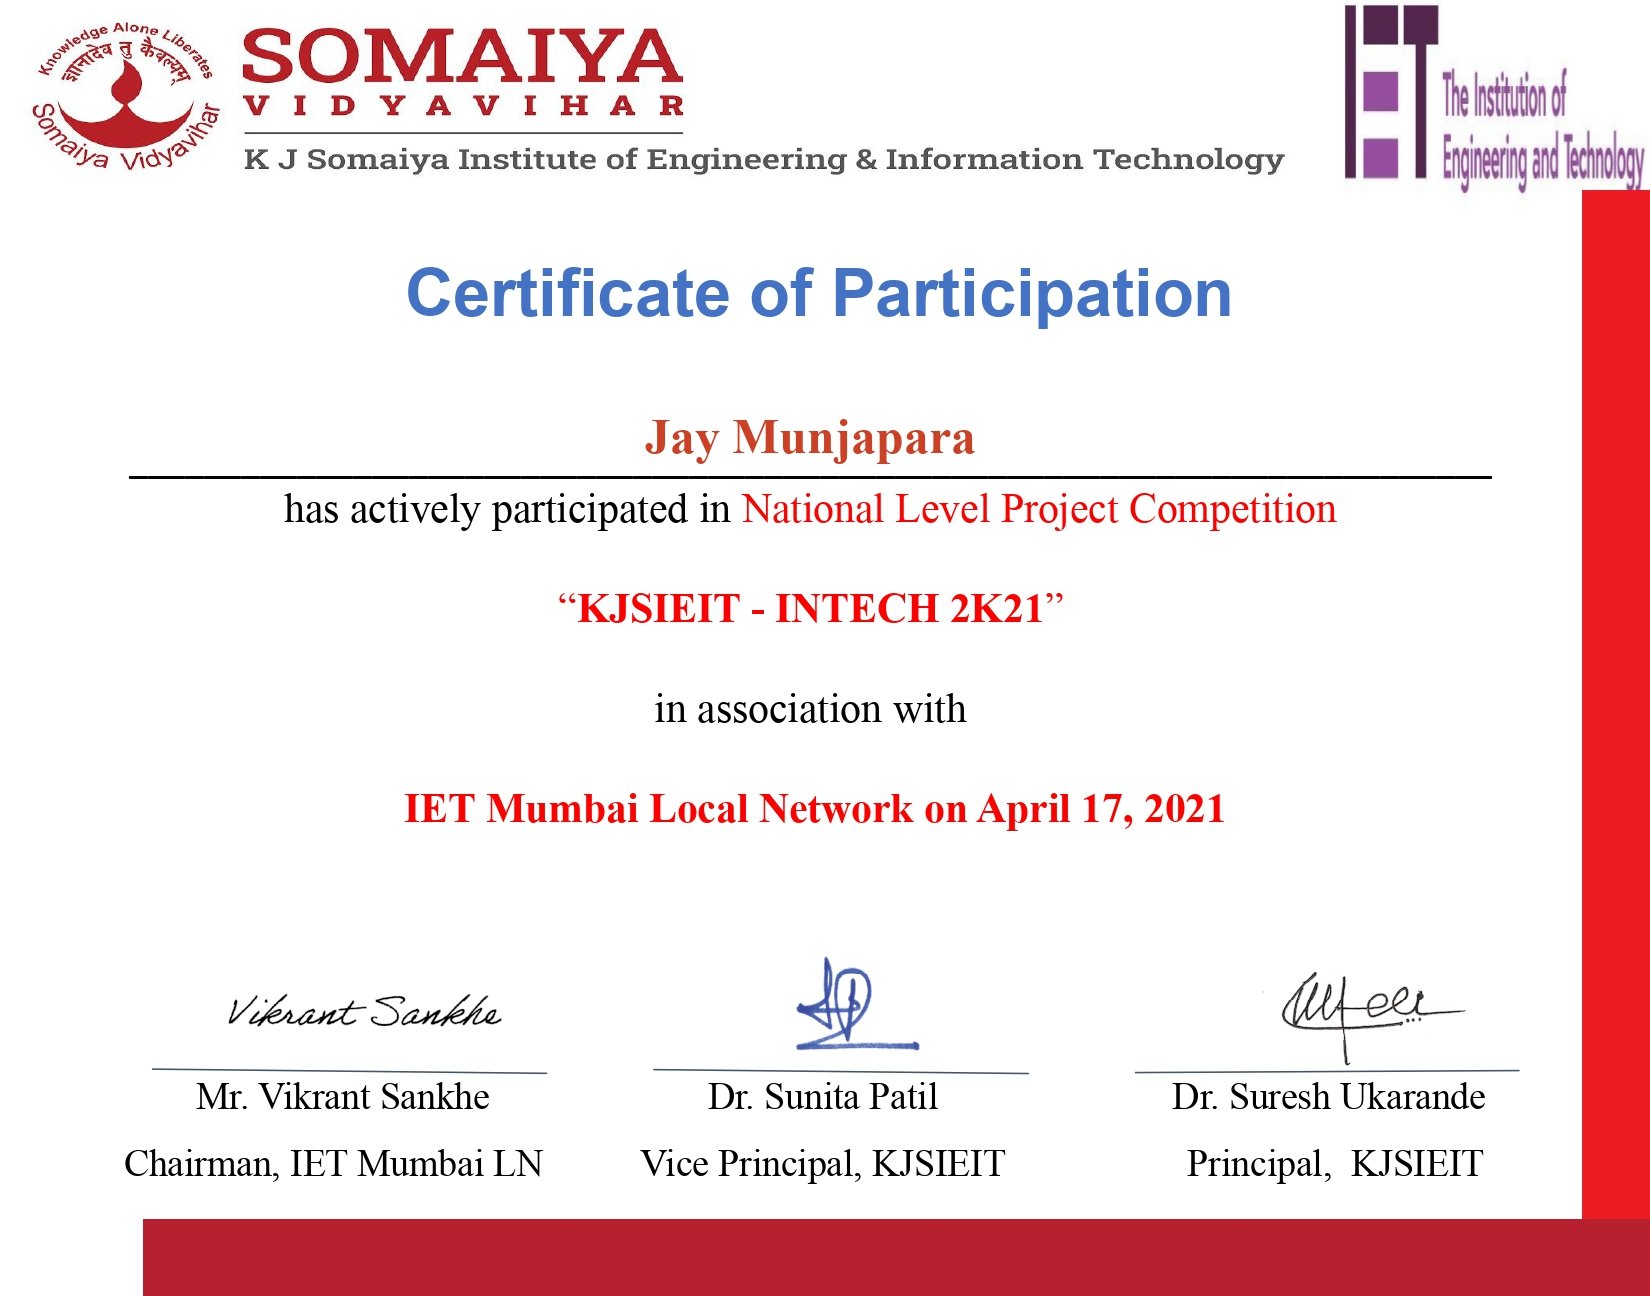 Knowledge Alone Liberates
ज्ञानादेव तु कैवल्यम्
Somaiya Vidyavihar
SOMAIYA
VIDYAVIHAR
K J Somaiya Institute of Engineering & Information Technology
IET
The Institution of
Engineering and Technology
Certificate of Participation
Jay Munjapara
has actively participated in National Level Project Competition
“KJSIEIT - INTECH 2K21”
in association with
IET Mumbai Local Network on April 17, 2021
Vikrant Sankhe
Mr. Vikrant Sankhe
Dr. Sunita Patil
Dr. Suresh Ukarande
Chairman, IET Mumbai LN
Vice Principal, KJSIEIT
Principal,  KJSIEIT